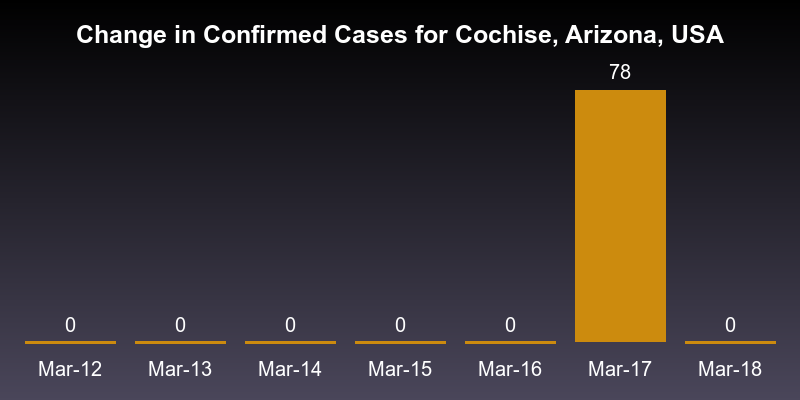 Change in Confirmed Cases for Cochise, Arizona, USA
78
0 0 0 0 0 0
Mar-12 Mar-13 Mar-14 Mar-15 Mar-16 Mar-17 Mar-18